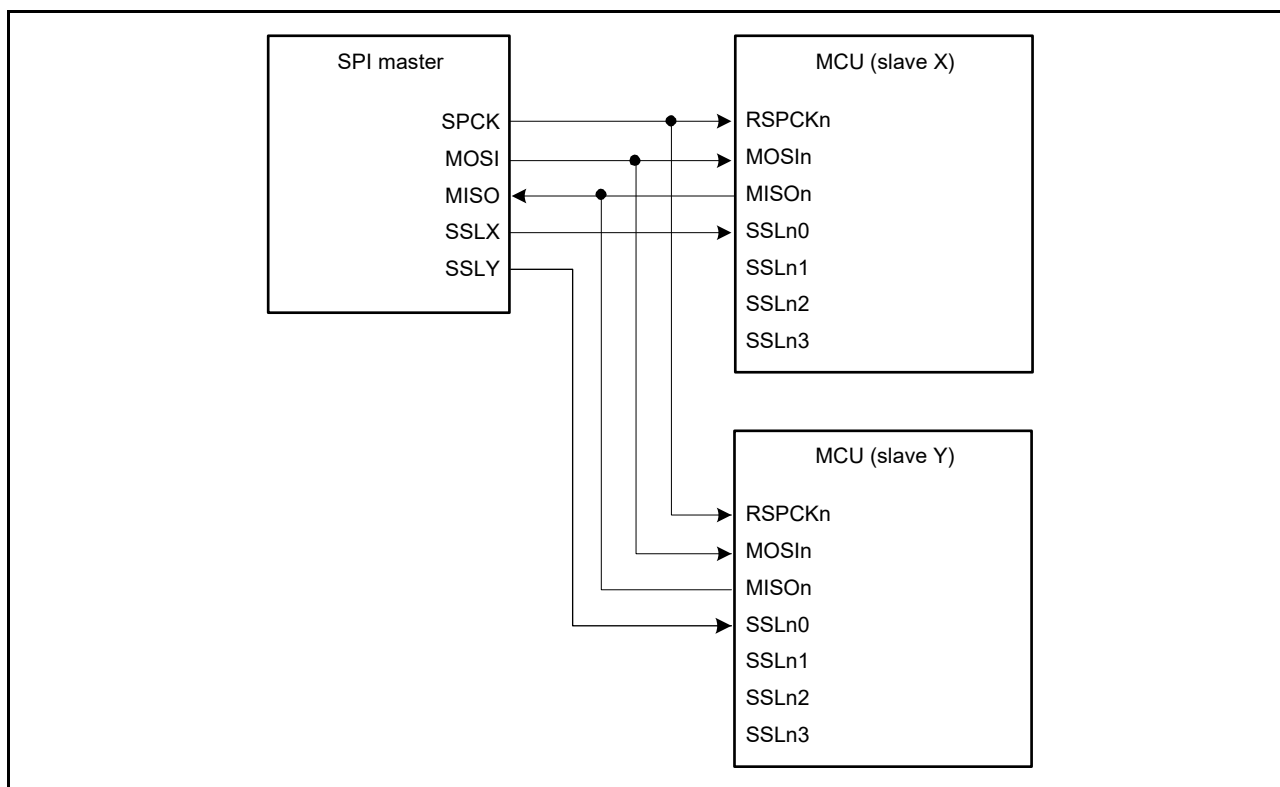 SPI master
SPCK
MOSI
MISO
SSLX
SSLY
MCU (slave X)
RSPCKn
MOSIn
MISOn
SSLn0
SSLn1
SSLn2
SSLn3
MCU (slave Y)
RSPCKn
MOSIn
MISOn
SSLn0
SSLn1
SSLn2
SSLn3